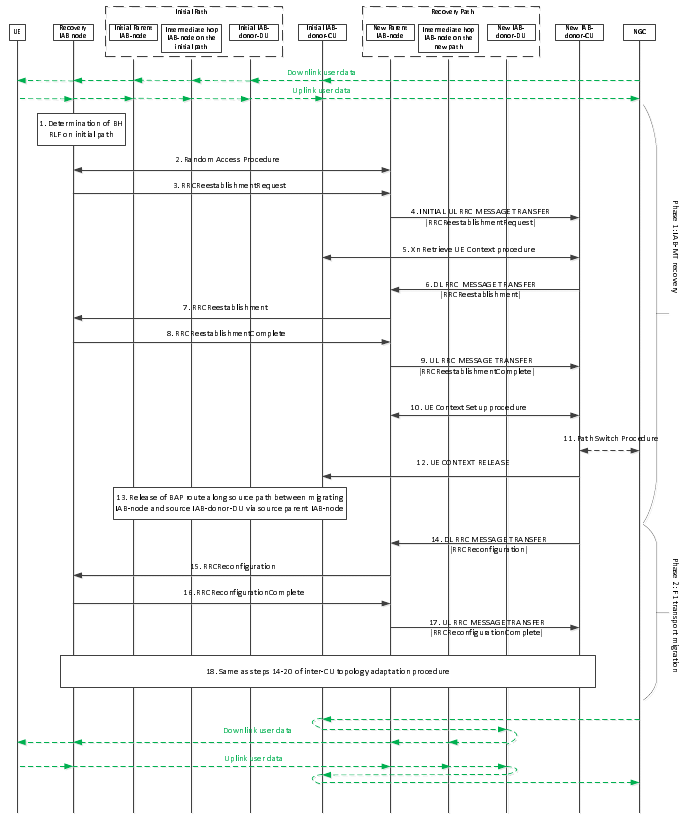 Initial Path
Recovery Path
UE
Recovery
IAB node
Initial Parent
IAB-node
Intermediate hop
IAB-node on the
initial path
Initial IAB-
donor-DU
Initial IAB-
donor-CU
New Parent
IAB-node
Intermediate hop
IAB-node on the
new path
New IAB-
donor-DU
New IAB-
donor-CU
NGC
Downlink user data
Uplink user data
1. Determination of BH
RLF on initial path
2. Random Access Procedure
3. RRCReestablishmentRequest
4. INITIAL UL RRC MESSAGE TRANSFER
(RRCReestablishmentRequest)
5. Xn Retrieve UE Context procedure
6. DL RRC MESSAGE TRANSFER
(RRCReestablishment)
7. RRCReestablishment
8. RRCReestablishmentComplete
9. UL RRC MESSAGE TRANSFER
(RRCReestablishmentComplete)
10. UE Context Setup procedure
11. Path Switch Procedure
12. UE CONTEXT RELEASE
13. Release of BAP route along source path between migrating
IAB-node and source IAB-donor-DU via source parent IAB-node
14. DL RRC MESSAGE TRANSFER
(RRCReconfiguration)
15. RRCReconfiguration
16. RRCReconfigurationComplete
17. UL RRC MESSAGE TRANSFER
(RRCReconfigurationComplete)
18. Same as steps 14-20 of inter-CU topology adaptation procedure
Downlink user data
Uplink user data
Phase 1: IAB-MT recovery
Phase 2: F1 transport migration